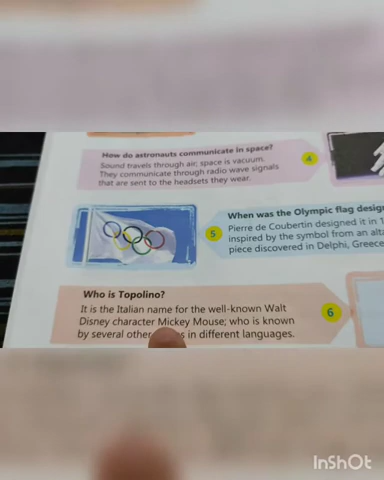 How do astronauts communicate in space?
Sound travels through air; space is vacuum.
They communicate through radio wave signals
that are sent to the headsets they wear.
4
When was the Olympic flag
Pierre de Coubertin designed it in
inspired by the symbol from an
piece discovered in Delphi, Greece
5
Who is Topolino?
It is the Italian name for the well-known Walt
Disney character Mickey Mouse; who is known
by several other in different languages.
6
InShOt